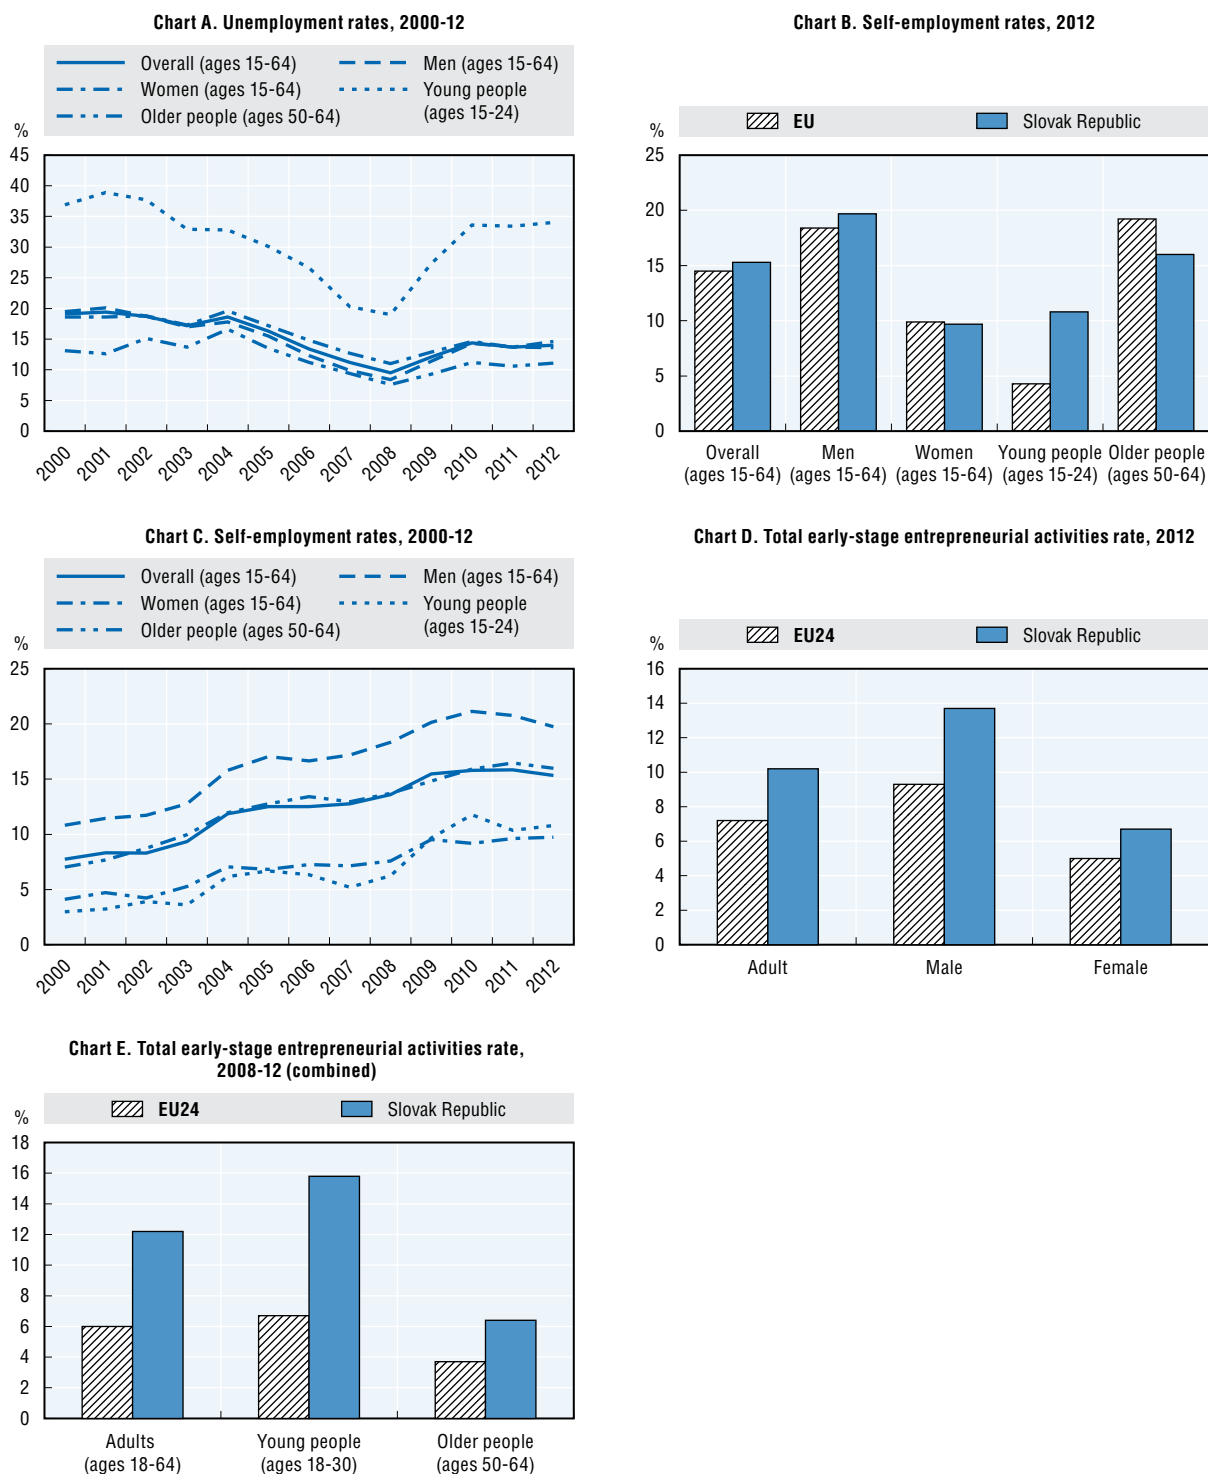 Chart A. Unemployment rates, 2000-12
Overall (ages 15-64)
Men (ages 15-64)
Women (ages 15-64)
Young people
(ages 15-24)
Older people (ages 50-64)
%
45
40
35
30
25
20
15
10
5
0
2000
2001
2002
2003
2004
2005
2006
2007
2008
2009
2010
2011
2012
Chart B. Self-employment rates, 2012
EU
Slovak Republic
%
25
20
15
10
5
0
Overall
(ages 15-64)
Men
(ages 15-64)
Women
(ages 15-64)
Young people
(ages 15-24)
Older people
(ages 50-64)
Chart C. Self-employment rates, 2000-12
Overall (ages 15-64)
Men (ages 15-64)
Women (ages 15-64)
Young people
(ages 15-24)
Older people (ages 50-64)
%
25
20
15
10
5
0
2000
2001
2002
2003
2004
2005
2006
2007
2008
2009
2010
2011
2012
Chart D. Total early-stage entrepreneurial activities rate, 2012
EU24
Slovak Republic
%
16
14
12
10
8
6
4
2
0
Adult
Male
Female
Chart E. Total early-stage entrepreneurial activities rate,
2008-12 (combined)
EU24
Slovak Republic
%
18
16
14
12
10
8
6
4
2
0
Adults
(ages 18-64)
Young people
(ages 18-30)
Older people
(ages 50-64)